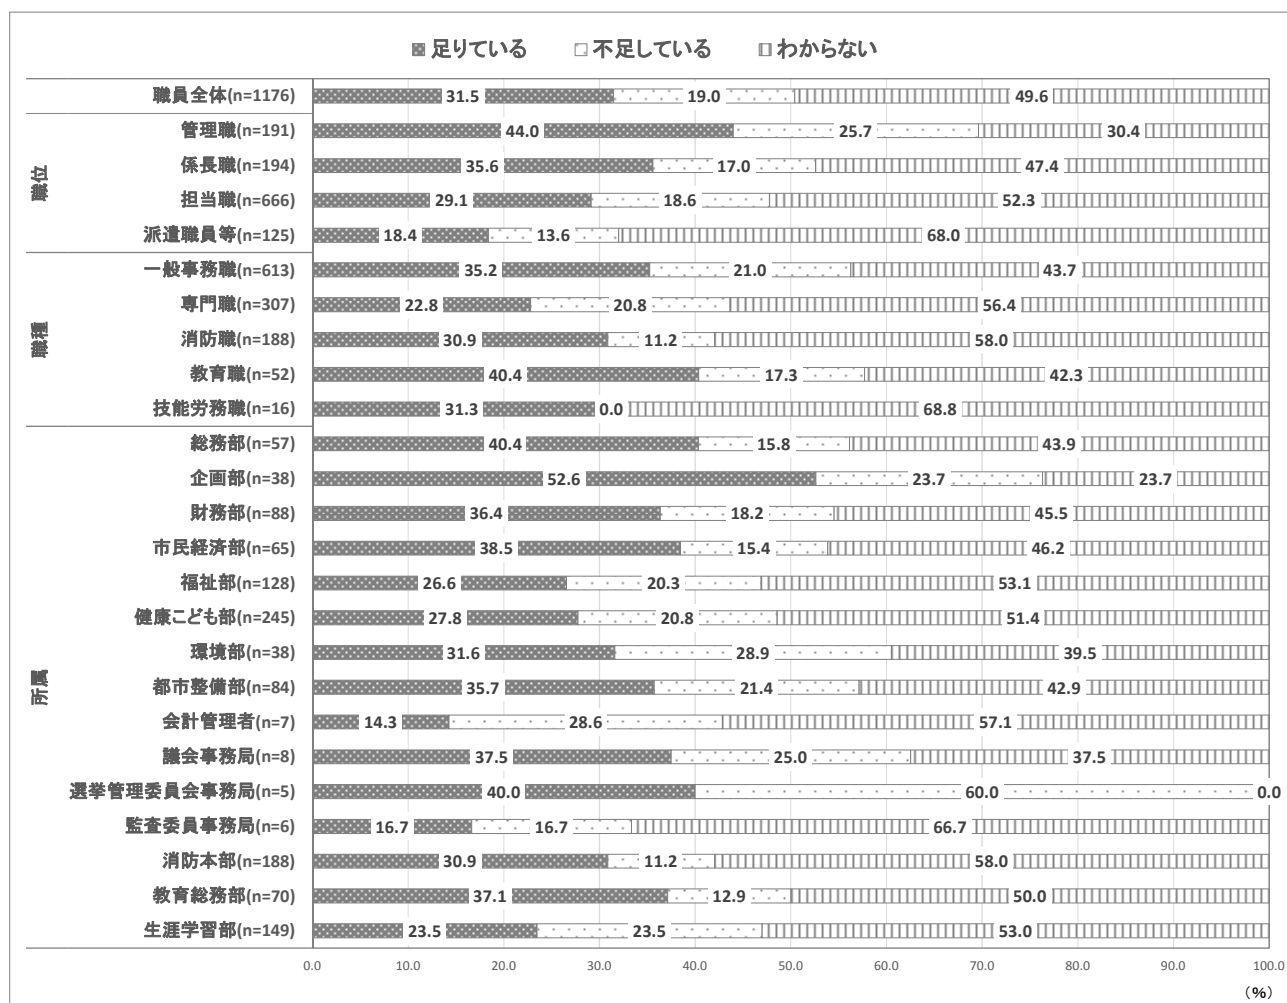 足りている 不足している わからない
職員全体(n=1176) 31.5 19.0 49.6
職位
管理職(n=191) 44.0 25.7 30.4
係長職(n=194) 35.6 17.0 47.4
担当職(n=666) 29.1 18.6 52.3
派遣職員等(n=125) 18.4 13.6 68.0
職種
一般事務職(n=613) 35.2 21.0 43.7
専門職(n=307) 22.8 20.8 56.4
消防職(n=188) 30.9 11.2 58.0
教育職(n=52) 40.4 17.3 42.3
技能労務職(n=16) 31.3 0.0 68.8
所属
総務部(n=57) 40.4 15.8 43.9
企画部(n=38) 52.6 23.7 23.7
財務部(n=88) 36.4 18.2 45.5
市民経済部(n=65) 38.5 15.4 46.2
福祉部(n=128) 26.6 20.3 53.1
健康こども部(n=245) 27.8 20.8 51.4
環境部(n=38) 31.6 28.9 39.5
都市整備部(n=84) 35.7 21.4 42.9
会計管理者(n=7) 14.3 28.6 57.1
議会事務局(n=8) 37.5 25.0 37.5
選挙管理委員会事務局(n=5) 40.0 60.0 0.0
監査委員事務局(n=6) 16.7 16.7 66.7
消防本部(n=188) 30.9 11.2 58.0
教育総務部(n=70) 37.1 12.9 50.0
生涯学習部(n=149) 23.5 23.5 53.0
0.0 10.0 20.0 30.0 40.0 50.0 60.0 70.0 80.0 90.0 100.0
（%）